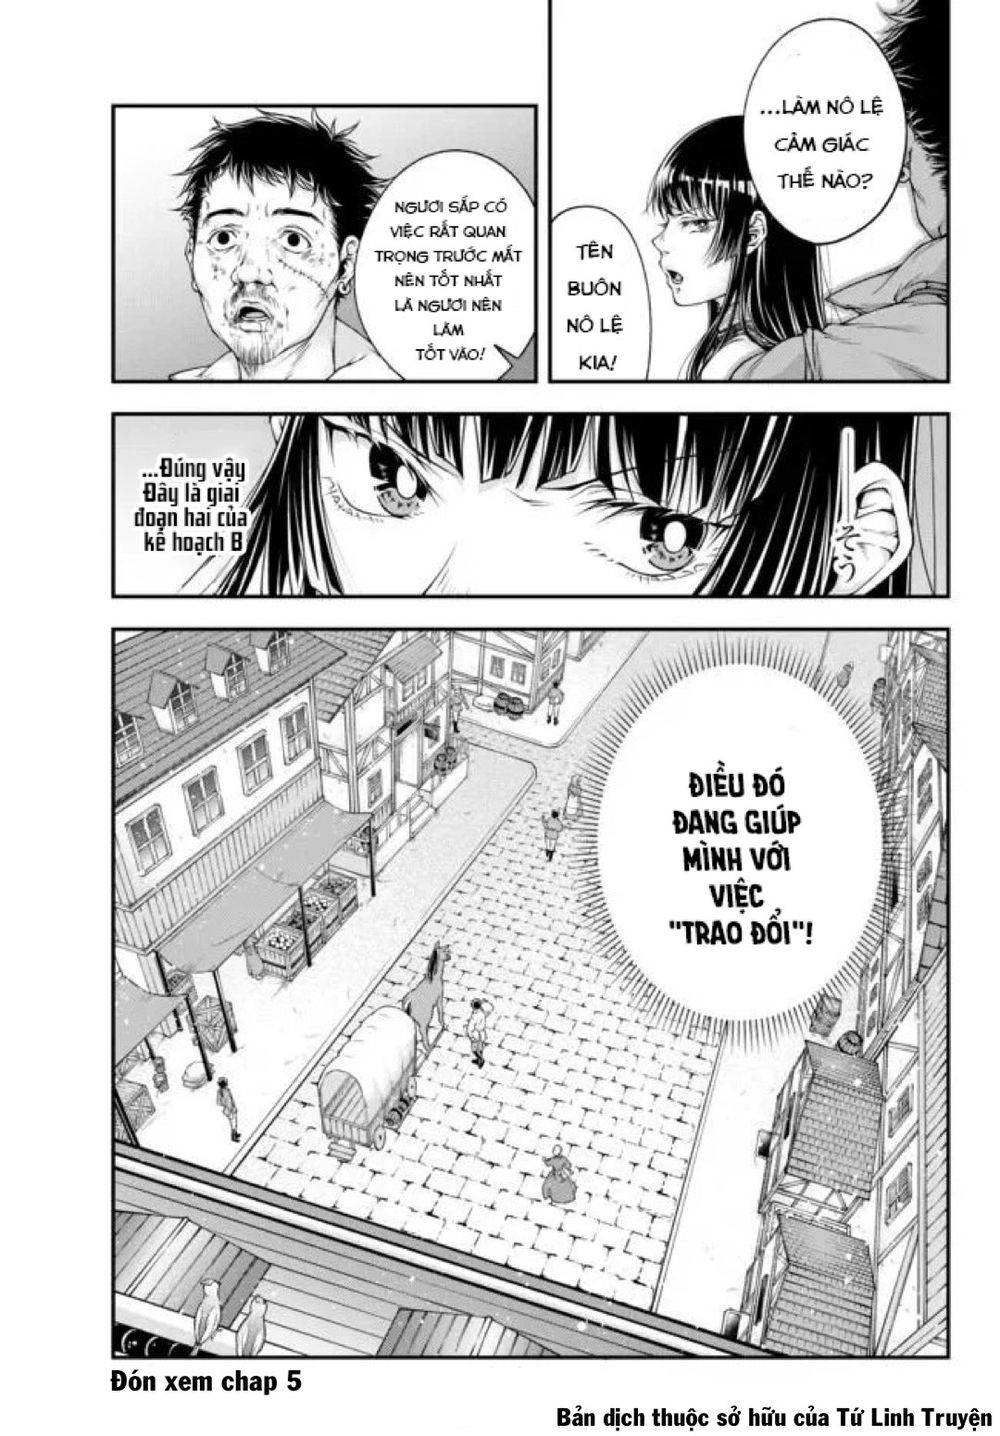 ...LÀM NÔ LỆ
CẢM GIÁC
THẾ NÀO?
TÊN
BUÔN
NÔ LỆ
KIA!
NGƯƠI SẮP CÓ
VIỆC RẤT QUAN
TRỌNG TRƯỚC MẮT
NÊN TỐT NHẤT
LÀ NGƯƠI NÊN
LÀM
TỐT VÀO!
そう
...Đúng vậy
Đây là giai
đoạn hai của
kế hoạch B
ĐIỀU ĐÓ
ĐANG GIÚP
MÌNH VỚI
VIỆC
"TRAO ĐỔI"!
Đón xem chap 5
Bản dịch thuộc sở hữu của Tứ Linh Truyện